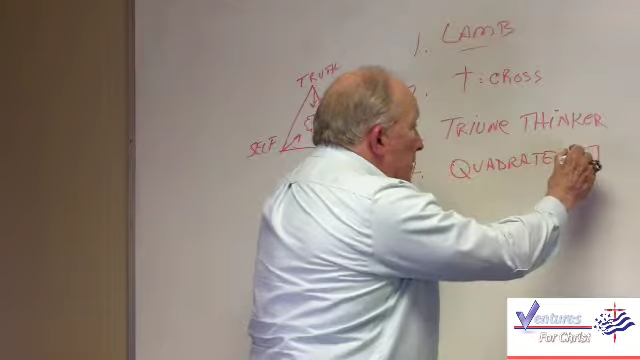 1. LAMB
TRUTH
† = CROSS
TRIUNE THINKER
SELF
QUADRATE
Ventures
For Christ